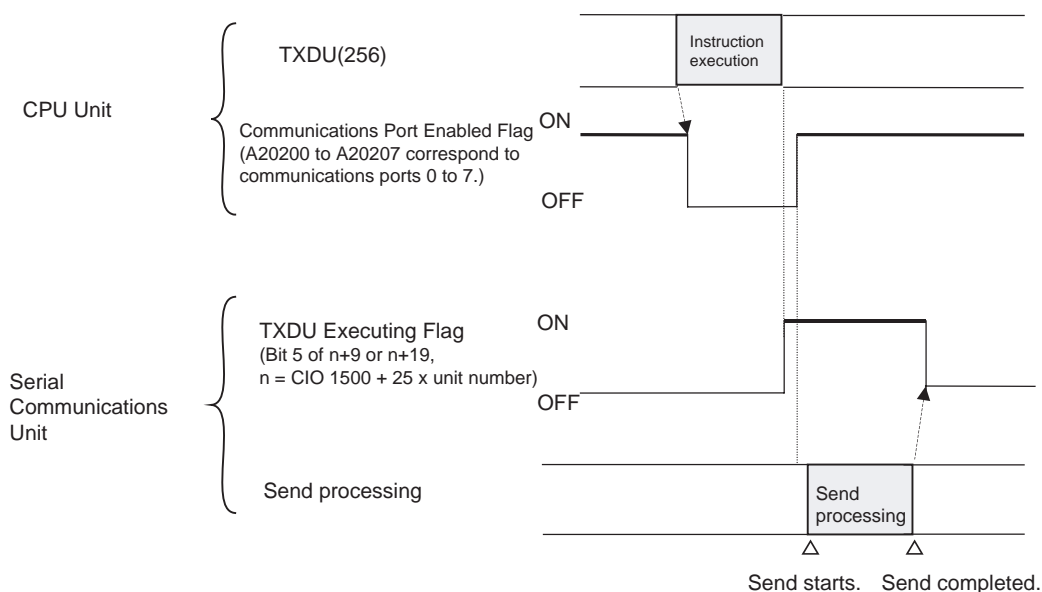 CPU Unit
TXDU(256)
Instruction
execution
Communications Port Enabled Flag
(A20200 to A20207 correspond to
communications ports 0 to 7.)
ON
OFF
Serial
Communications
Unit
TXDU Executing Flag
(Bit 5 of n+9 or n+19,
n = CIO 1500 + 25 x unit number)
ON
OFF
Send processing
Send
processing
Send starts.
Send completed.